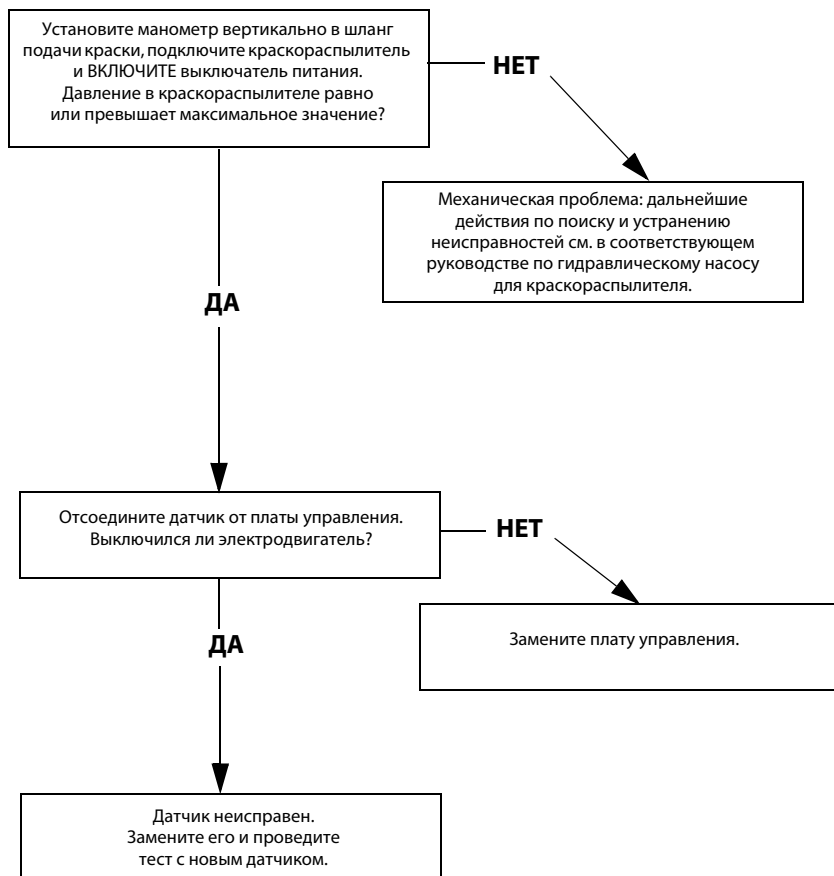 Установите манометр вертикально в шланг
подачи краски, подключите краскораспылитель
и ВКЛЮЧИТЕ выключатель питания.
Давление в краскораспылителе равно
или превышает максимальное значение?
НЕТ
Механическая проблема: дальнейшие
действия по поиску и устранению
неисправностей см. в соответствующем
руководстве по гидравлическому насосу
для краскораспылителя.
ДА
Отсоедините датчик от платы управления.
Выключился ли электродвигатель?
НЕТ
Замените плату управления.
ДА
Датчик неисправен.
Замените его и проведите
тест с новым датчиком.